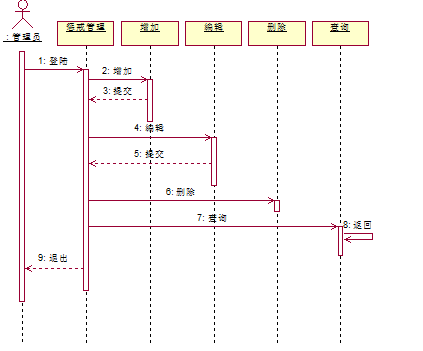 : 管理员
惩戒管理
增加
编辑
删除
查询
1: 登陆
2: 增加
3: 提交
4: 编辑
5: 提交
6: 删除
7: 查询
8: 返回
9: 退出